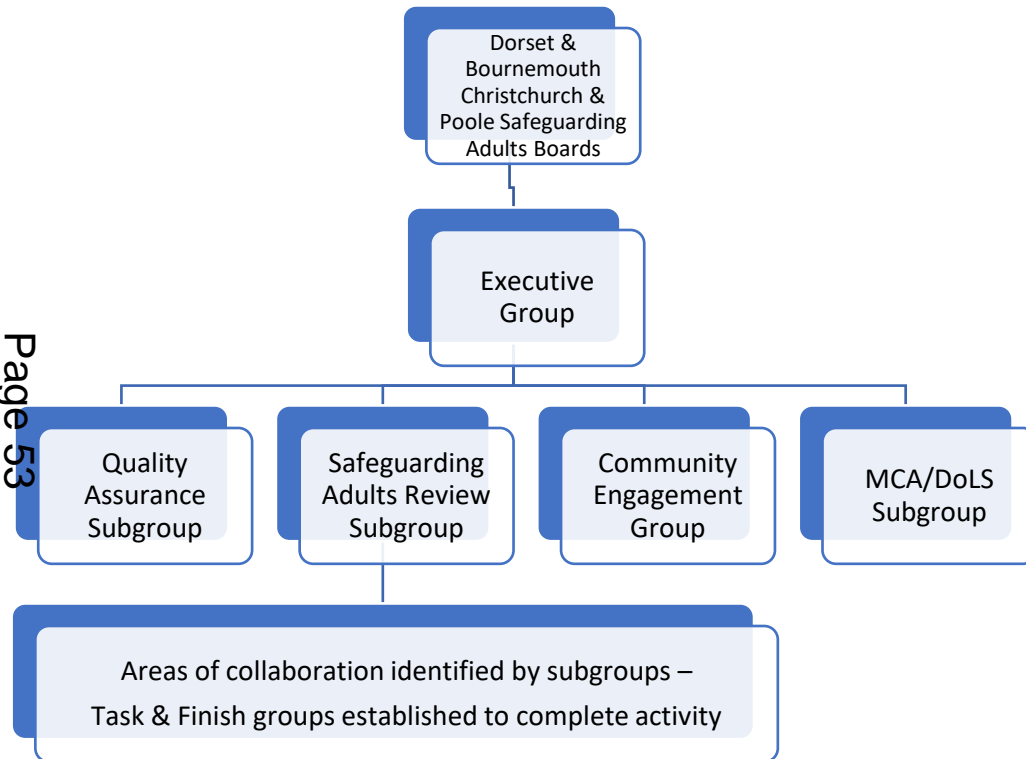 Dorset &
Bournemouth
Christchurch &
Poole Safeguarding
Adults Boards
Executive
Group
Page 53
Quality
Assurance
Subgroup
Safeguarding
Adults Review
Subgroup
Community
Engagement
Group
MCA/DoLS
Subgroup
Areas of collaboration identified by subgroups –
Task & Finish groups established to complete activity